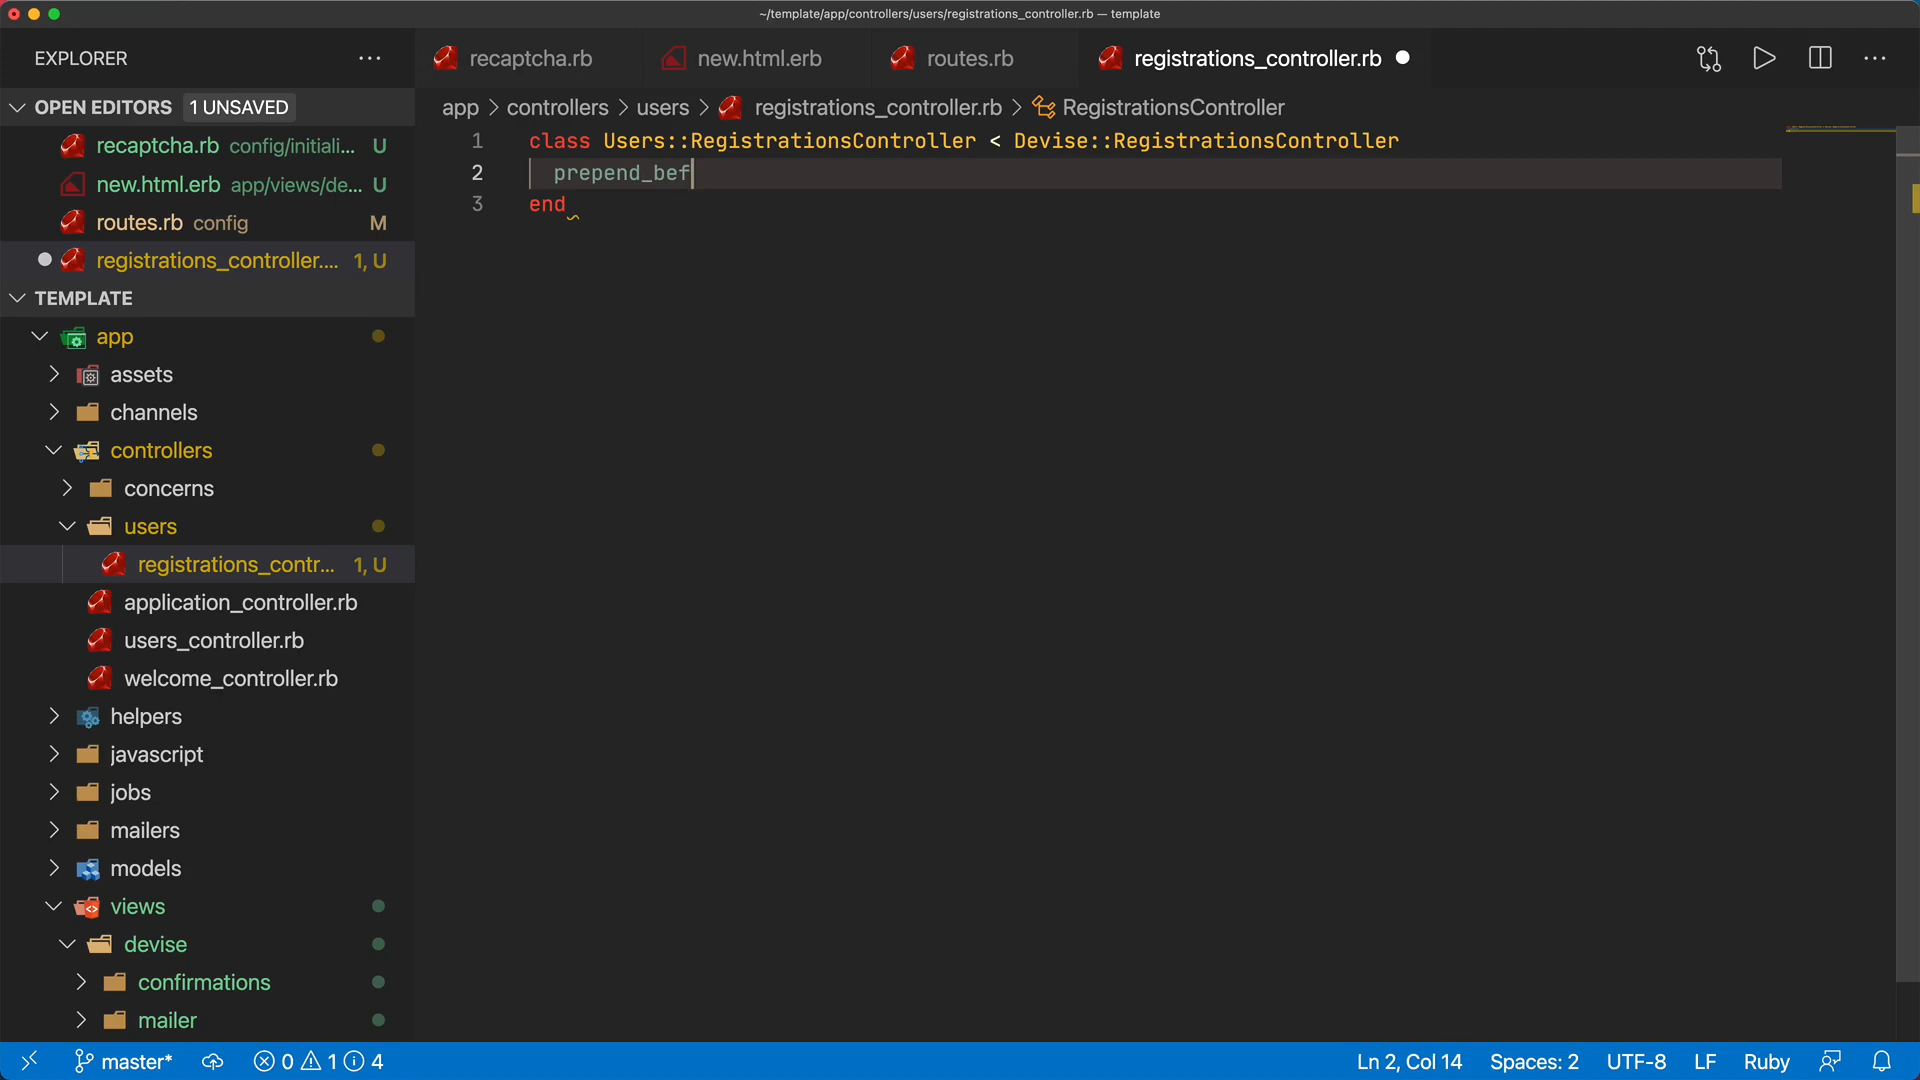 ~/template/app/controllers/users/registrations_controller.rb — template
EXPLORER
recaptcha.rb
new.html.erb
routes.rb
registrations_controller.rb
OPEN EDITORS 1 UNSAVED
app > controllers > users > registrations_controller.rb > RegistrationsController
recaptcha.rb config/initiali... U
new.html.erb app/views/de... U
routes.rb config M
registrations_controller.... 1, U
TEMPLATE
app
assets
channels
controllers
concerns
users
registrations_contr... 1, U
application_controller.rb
users_controller.rb
welcome_controller.rb
helpers
javascript
jobs
mailers
models
views
devise
confirmations
mailer
1 class Users::RegistrationsController < Devise::RegistrationsController
2 prepend_bef
3 end
master* 0 1 4
Ln 2, Col 14 Spaces: 2 UTF-8 LF Ruby